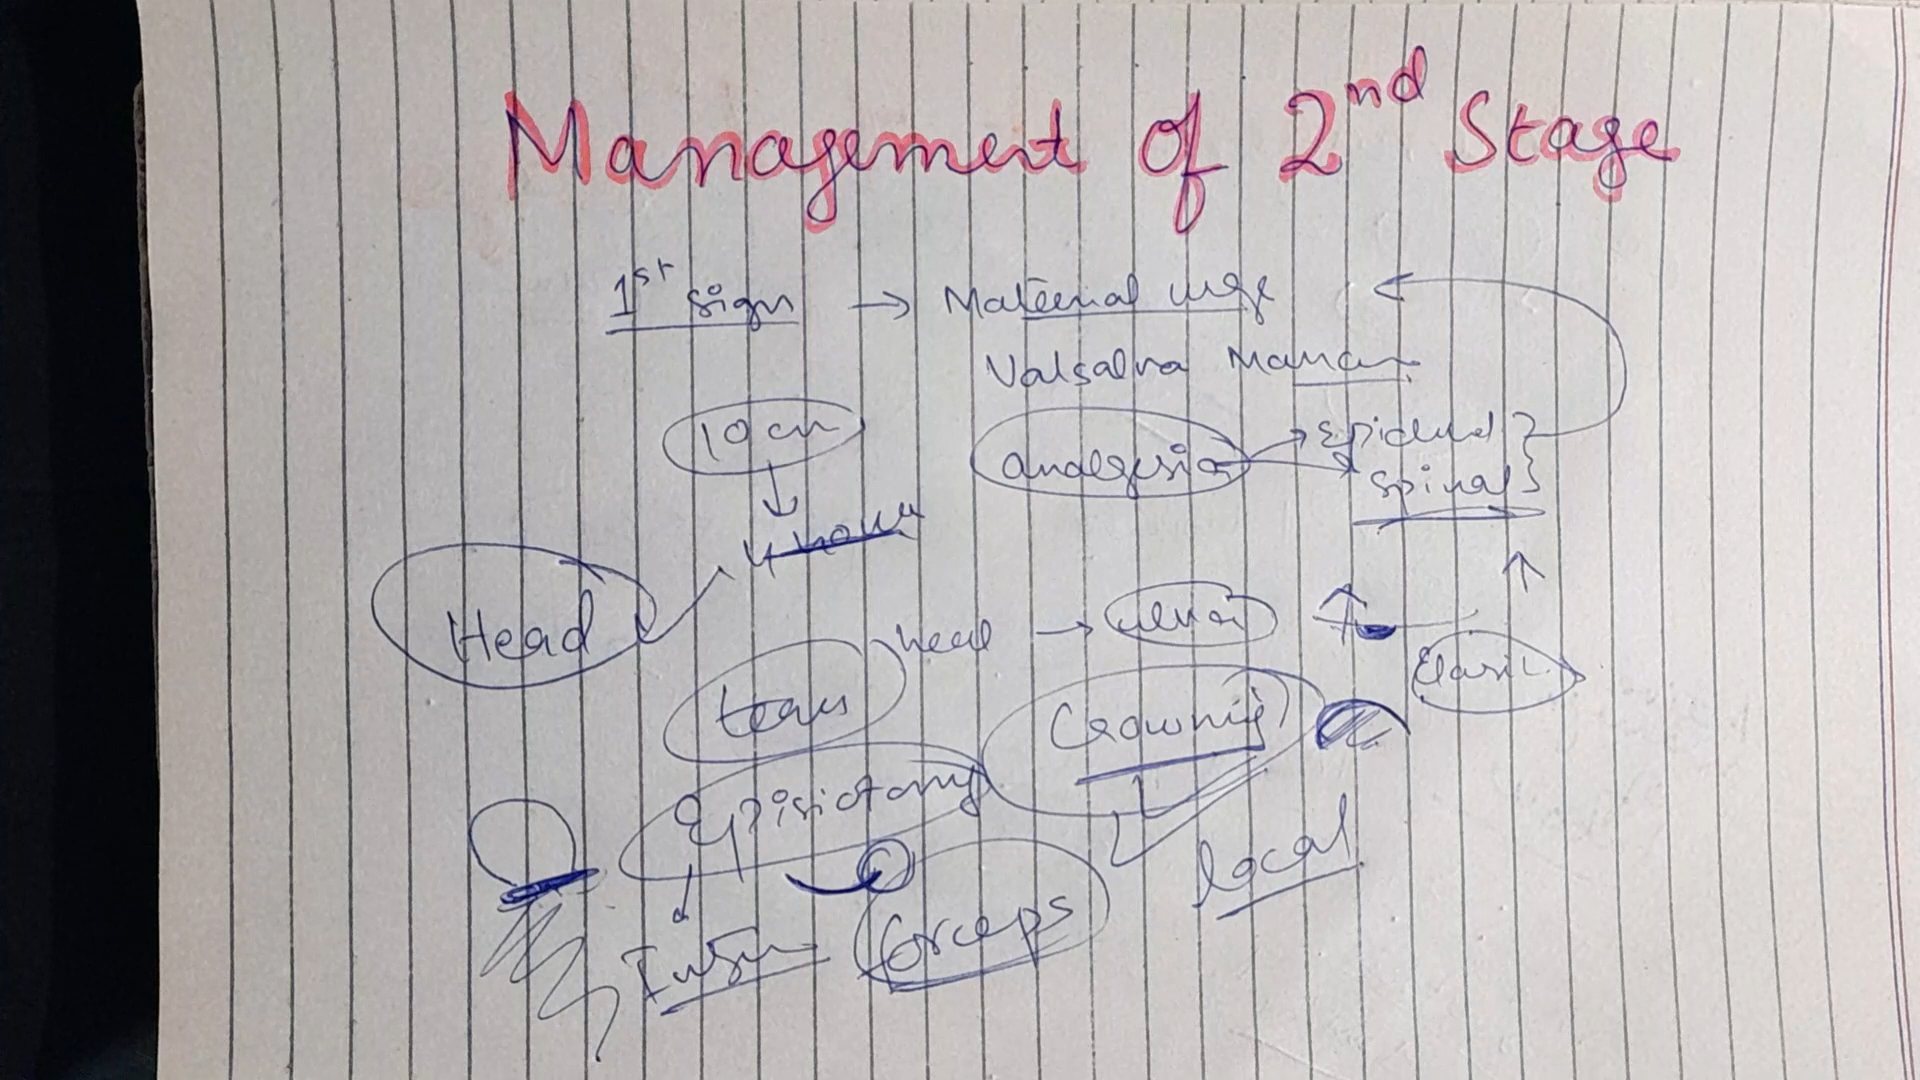 Management of 2nd Stage
1st sign → Maternal urge
Valsalva
10 cm
analgesia → Epidural
Spinal
Head
head →
tears
Crowning
Episiotomy
local
Forceps